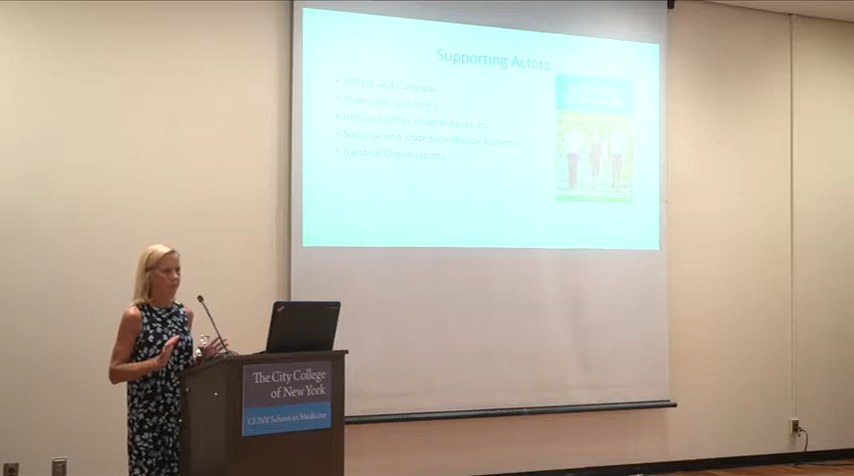 Supporting Actors
• POTUS and Congress
• State and local DOH's
• HHS and Other Federal Agencies
• National and State Surveillance Systems
• National Organizations
The City College
of New York
CUNY School of Medicine